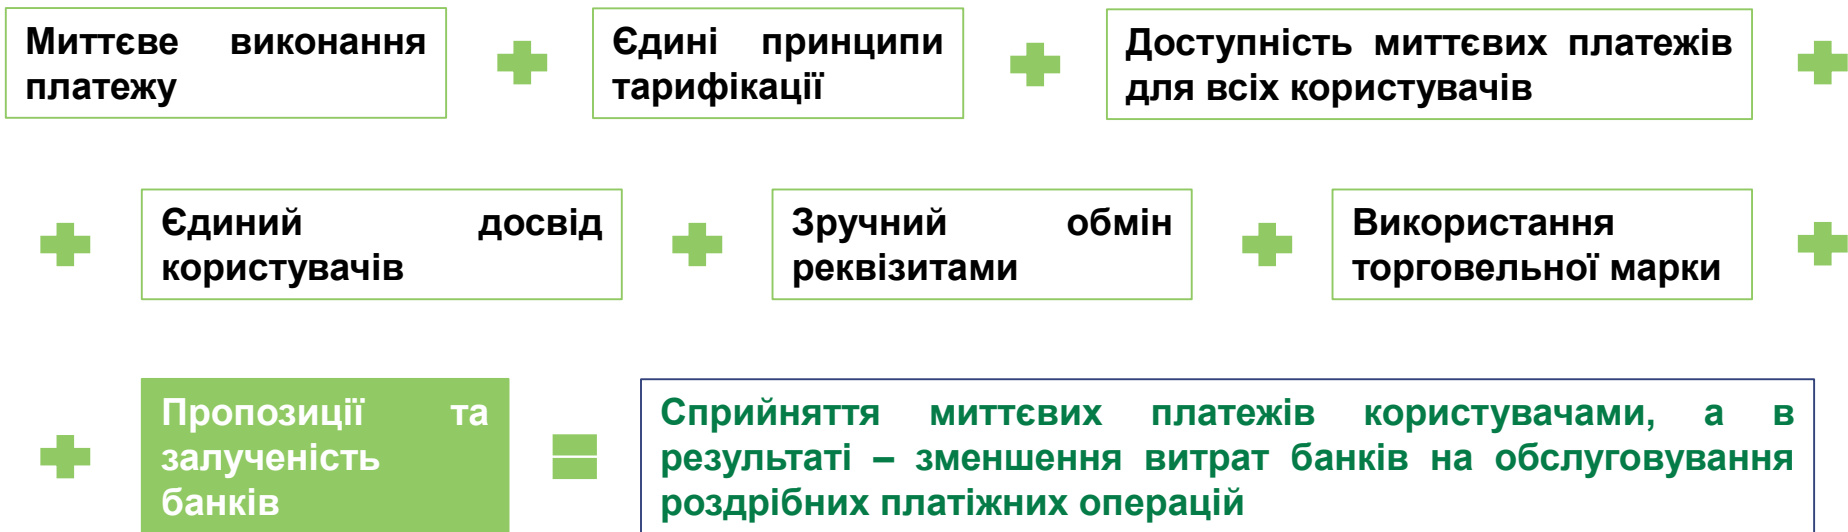 Миттєве виконання
платежу
Єдині принципи
тарифікації
Доступність миттєвих платежів
для всіх користувачів
Єдиний досвід
користувачів
Зручний обмін
реквізитами
Використання
торговельної марки
Пропозиції та
залученість
банків
Сприйняття миттєвих платежів користувачами, а в
результаті – зменшення витрат банків на обслуговування
роздрібних платіжних операцій